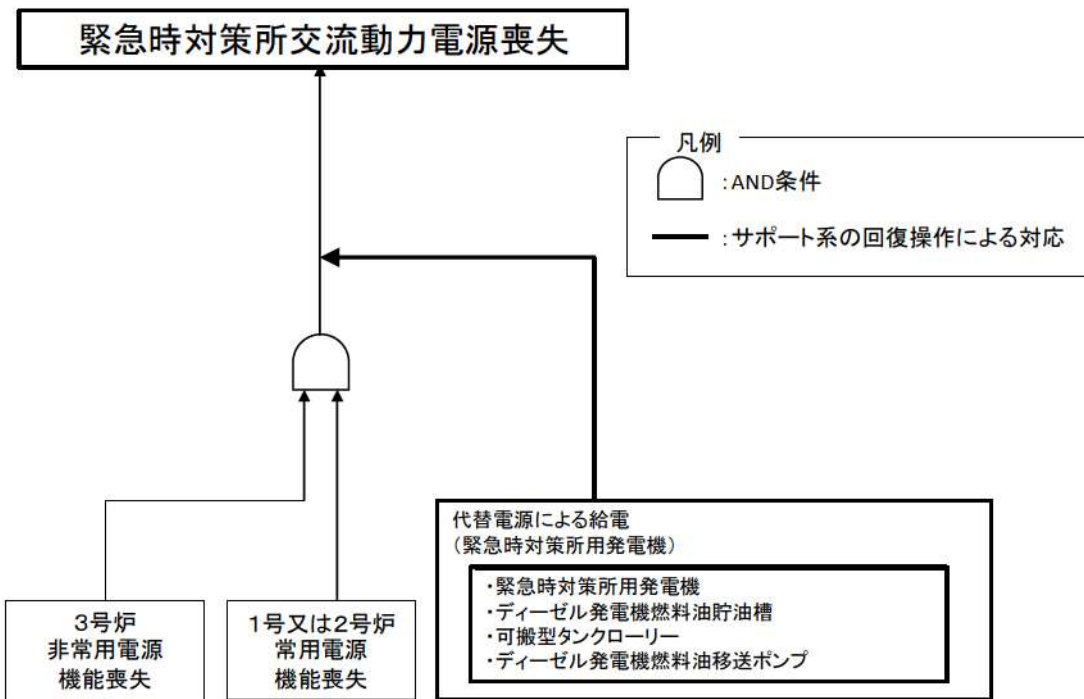 緊急時対策所交流動力電源喪失
凡例
：AND条件
：サポート系の回復操作による対応
３号炉
非常用電源
機能喪失
１号又は２号炉
常用電源
機能喪失
代替電源による給電
（緊急時対策所用発電機）
・緊急時対策所用発電機
・ディーゼル発電機燃料油貯油槽
・可搬型タンクローリー
・ディーゼル発電機燃料油移送ポンプ